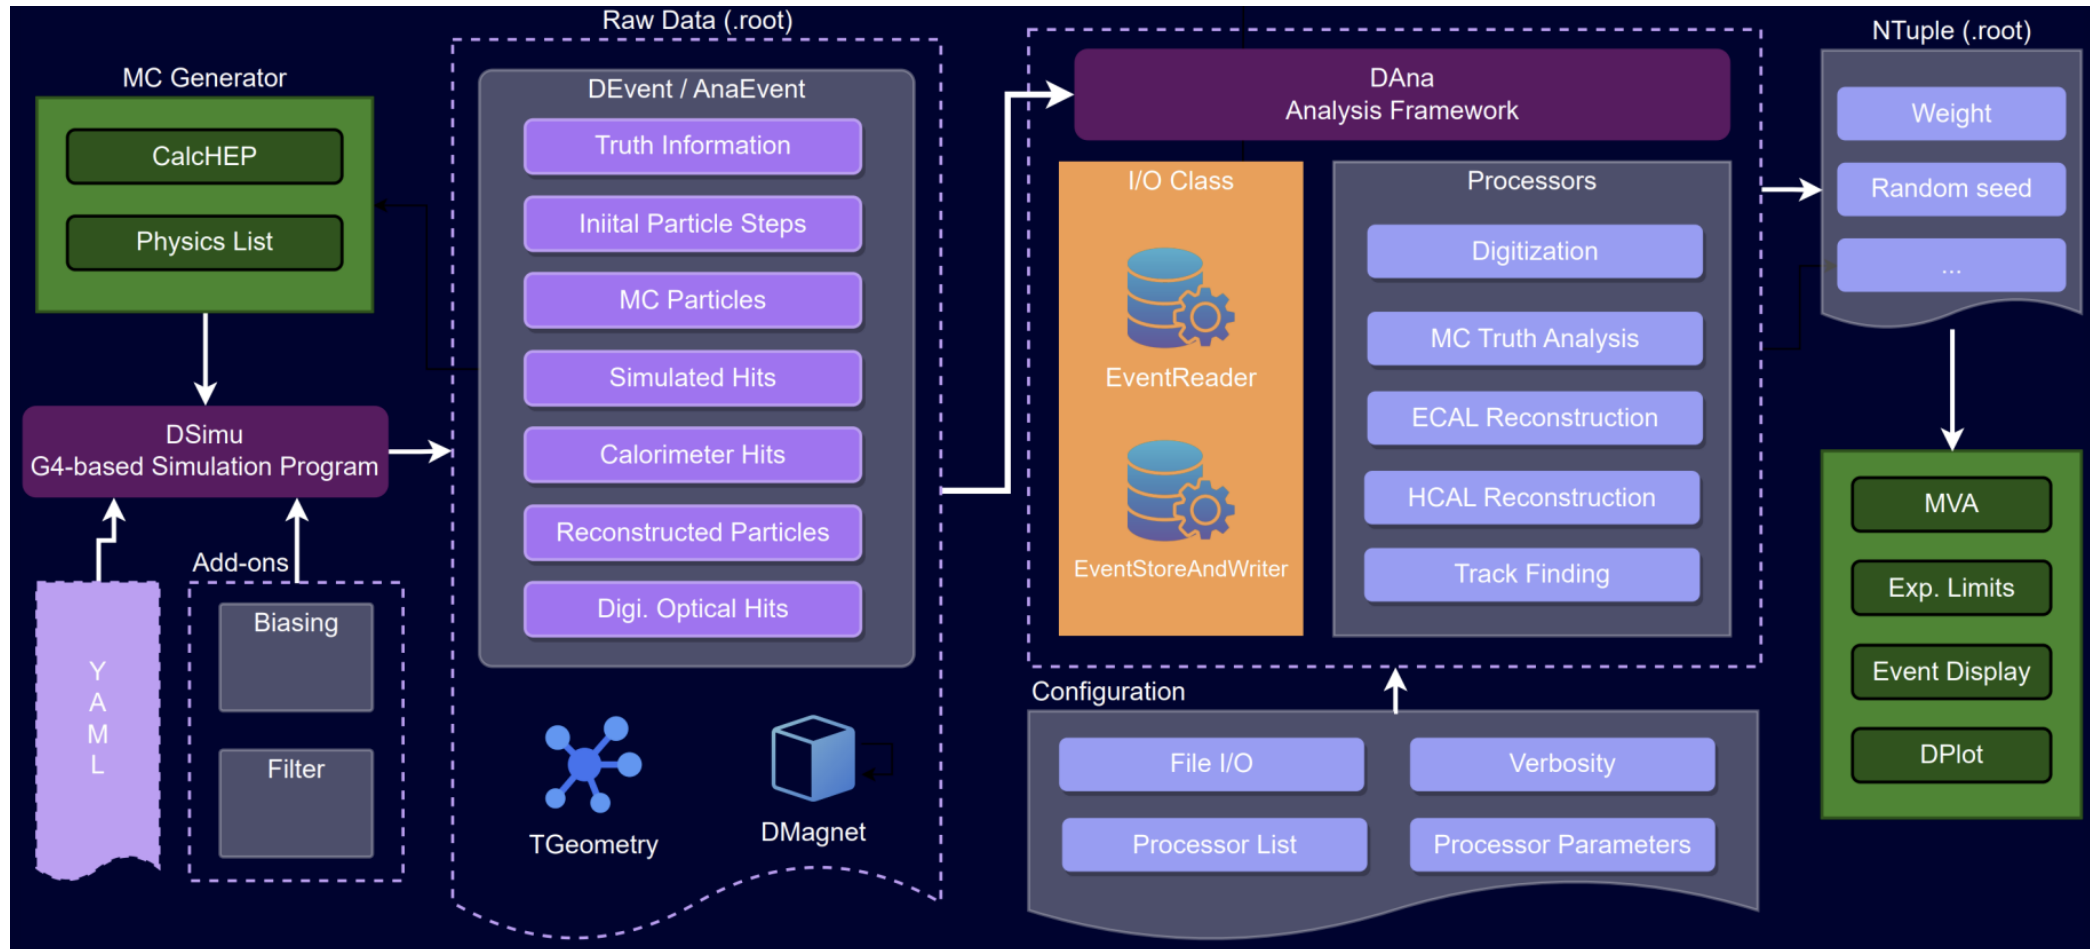 MC Generator
CalcHEP
Physics List
DSimu
G4-based Simulation Program
YAML
Add-ons
Biasing
Filter
Raw Data (.root)
DEvent / AnaEvent
Truth Information
Iniital Particle Steps
MC Particles
Simulated Hits
Calorimeter Hits
Reconstructed Particles
Digi. Optical Hits
TGeometry
DMagnet
DAna
Analysis Framework
I/O Class
EventReader
EventStoreAndWriter
Processors
Digitization
MC Truth Analysis
ECAL Reconstruction
HCAL Reconstruction
Track Finding
Configuration
File I/O
Verbosity
Processor List
Processor Parameters
NTuple (.root)
Weight
Random seed
...
MVA
Exp. Limits
Event Display
DPlot